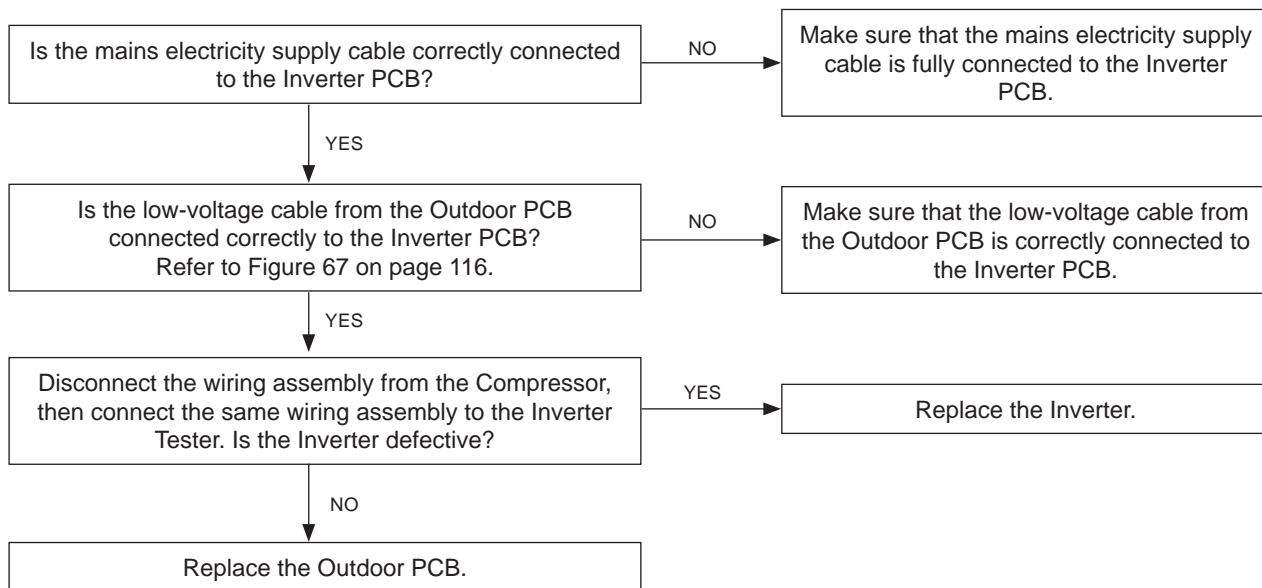 Is the mains electricity supply cable correctly connected
to the Inverter PCB?
NO
Make sure that the mains electricity supply
cable is fully connected to the Inverter
PCB.
YES
Is the low-voltage cable from the Outdoor PCB
connected correctly to the Inverter PCB?
Refer to Figure 67 on page 116.
NO
Make sure that the low-voltage cable from
the Outdoor PCB is correctly connected to
the Inverter PCB.
YES
Disconnect the wiring assembly from the Compressor,
then connect the same wiring assembly to the Inverter
Tester. Is the Inverter defective?
YES
Replace the Inverter.
NO
Replace the Outdoor PCB.